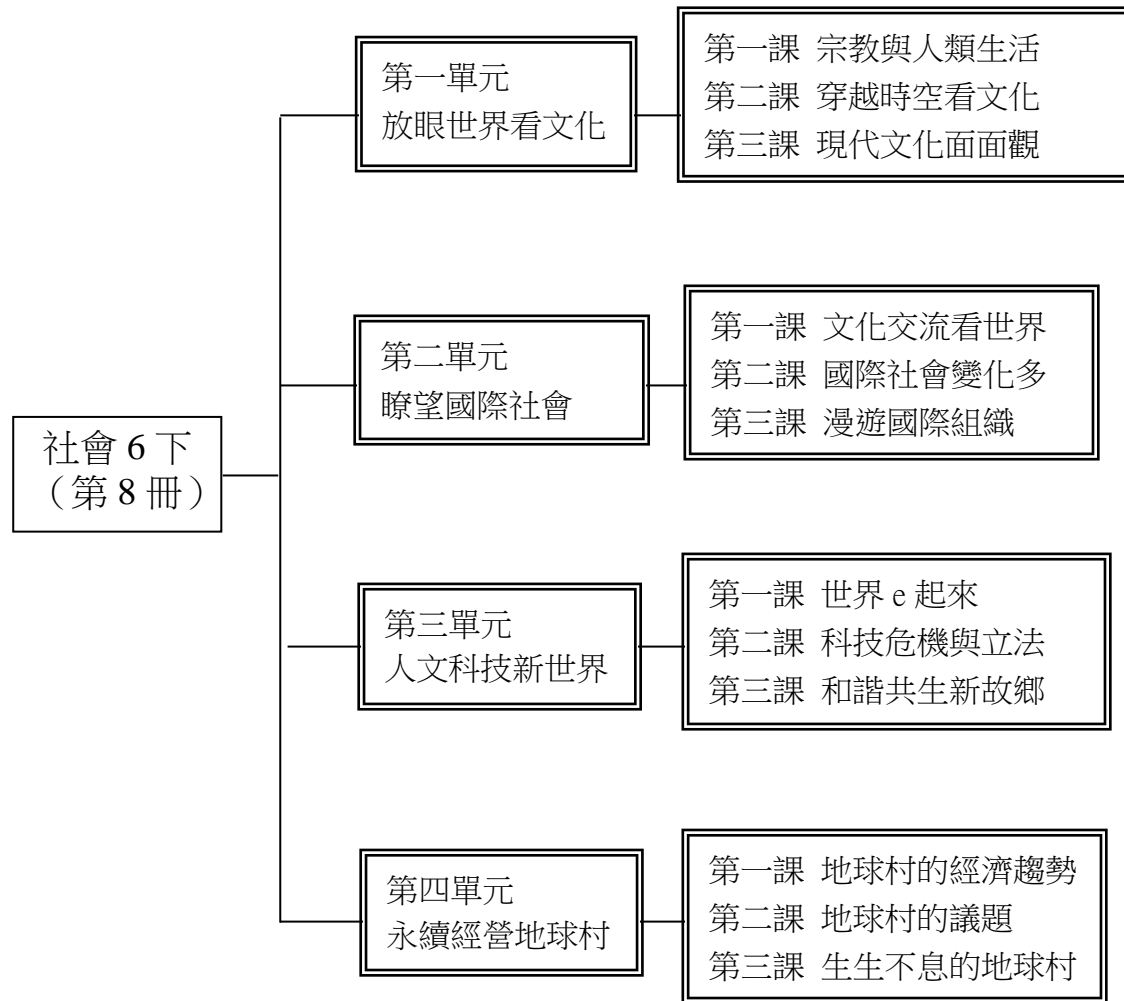 社會 6 下
（第 8 冊）
第一單元
放眼世界看文化
第一課 宗教與人類生活
第二課 穿越時空看文化
第三課 現代文化面面觀
第二單元
瞭望國際社會
第一課 文化交流看世界
第二課 國際社會變化多
第三課 漫遊國際組織
第三單元
人文科技新世界
第一課 世界 e 起來
第二課 科技危機與立法
第三課 和諧共生新故鄉
第四單元
永續經營地球村
第一課 地球村的經濟趨勢
第二課 地球村的議題
第三課 生生不息的地球村